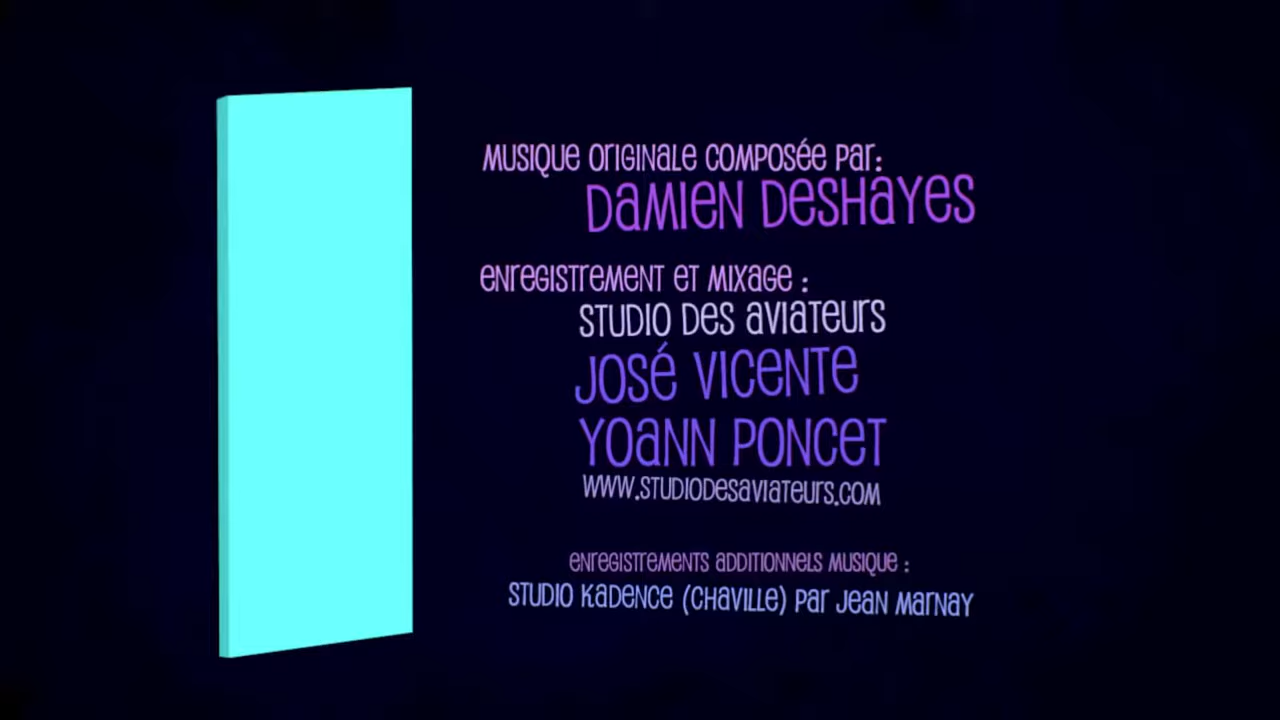 MUSIQUE ORIGINALE COMPOSÉE PAR:
DAMIEN DESHAYES
ENREGISTREMENT ET MIXAGE :
STUDIO DES AVIATEURS
JOSÉ VICENTE
YOANN PONCET
WWW.STUDIODESAVIATEURS.COM
ENREGISTREMENTS ADDITIONNELS MUSIQUE :
STUDIO KADENCE (CHAVILLE) PAR JEAN MARNAY